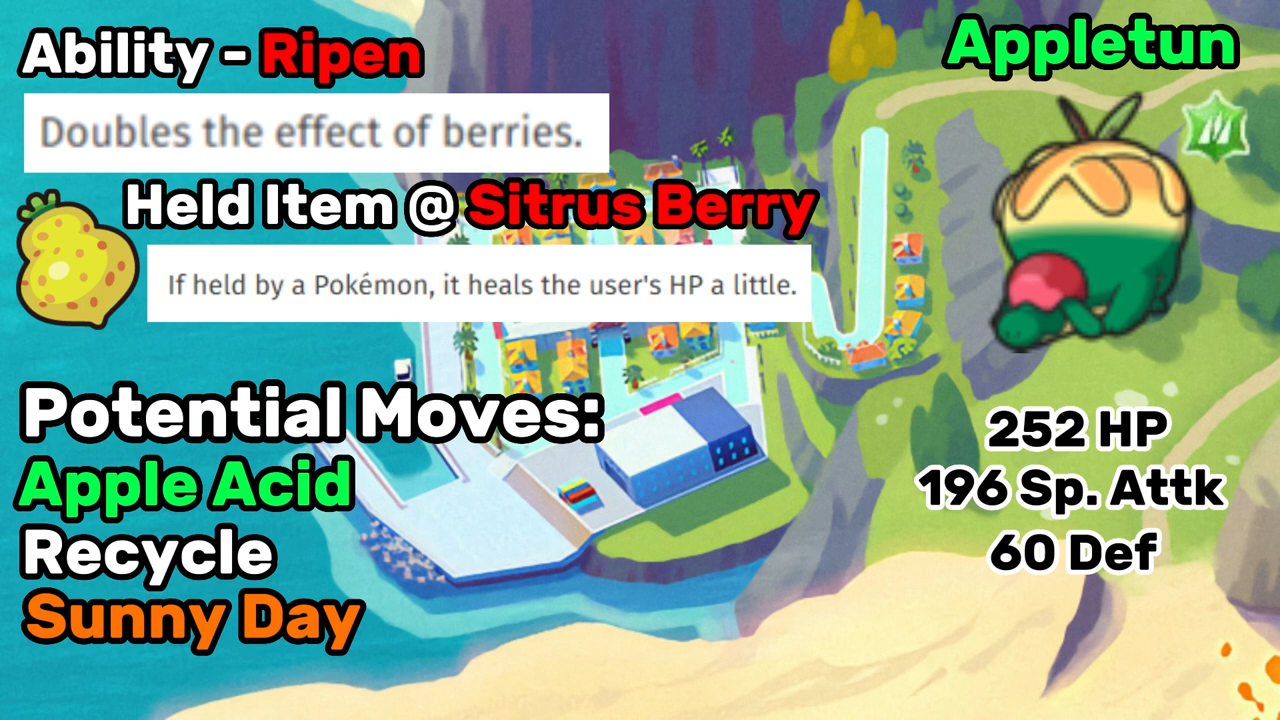 Ability - Ripen
Doubles the effect of berries.
Held Item @ Sitrus Berry
If held by a Pokémon, it heals the user's HP a little.
Potential Moves:
Apple Acid
Recycle
Sunny Day
Appletun
252 HP
196 Sp. Attk
60 Def